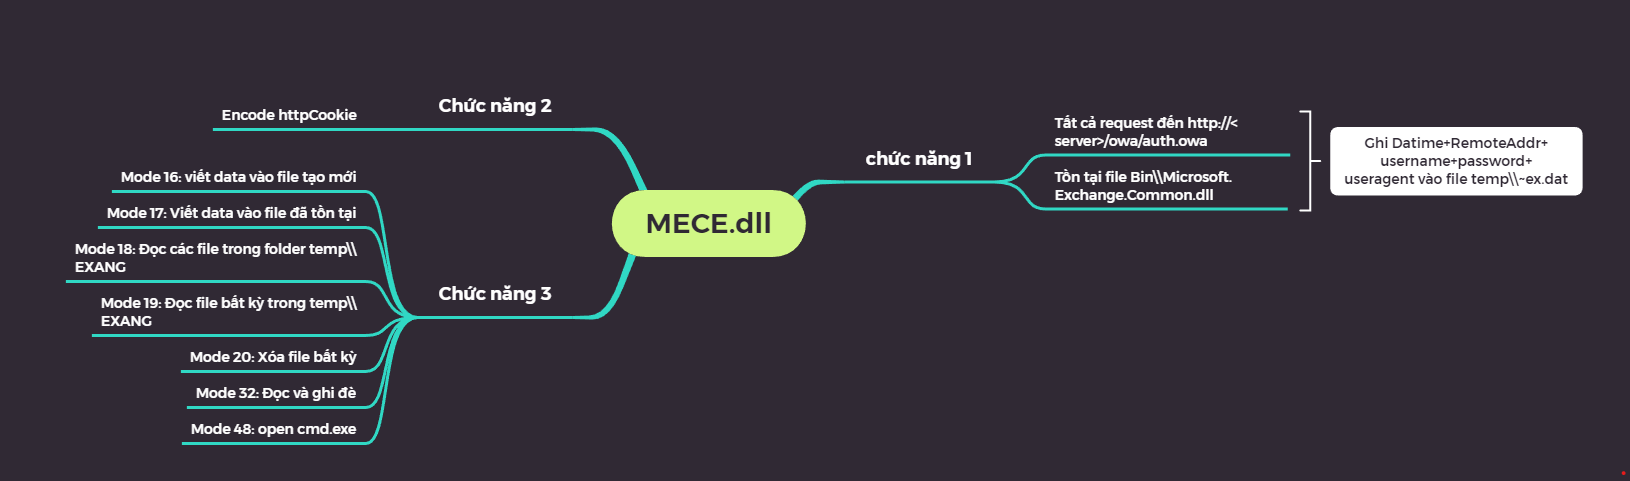 MECE.dll
chức năng 1
Tất cả request đến http://<
server>/owa/auth.owa
Tồn tại file Bin\\Microsoft.
Exchange.Common.dll
Ghi Datime+RemoteAddr+
username+password+
useragent vào file temp\\~ex.dat
Chức năng 2
Encode httpCookie
Chức năng 3
Mode 16: viết data vào file tạo mới
Mode 17: Viết data vào file đã tồn tại
Mode 18: Đọc các file trong folder temp\\
EXANG
Mode 19: Đọc file bất kỳ trong temp\\
EXANG
Mode 20: Xóa file bất kỳ
Mode 32: Đọc và ghi đè
Mode 48: open cmd.exe